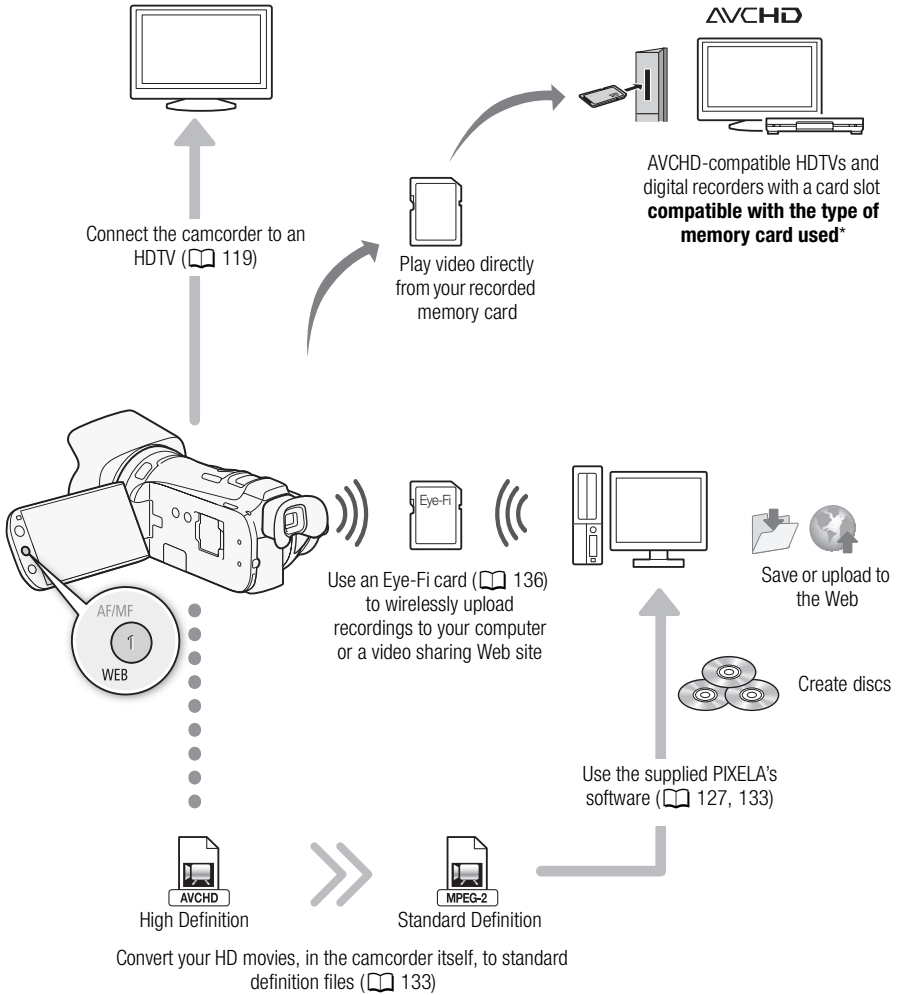 AVCHD
AVCHD-compatible HDTVs and
digital recorders with a card slot
compatible with the type of
memory card used*
Connect the camcorder to an
HDTV ( 119)
Play video directly
from your recorded
memory card
Eye-Fi
Use an Eye-Fi card ( 136)
to wirelessly upload
recordings to your computer
or a video sharing Web site
Save or upload to
the Web
AF/MF
1
WEB
Create discs
Use the supplied PIXELA's
software ( 127, 133)
AVCHD
High Definition
MPEG-2
Standard Definition
Convert your HD movies, in the camcorder itself, to standard
definition files ( 133)